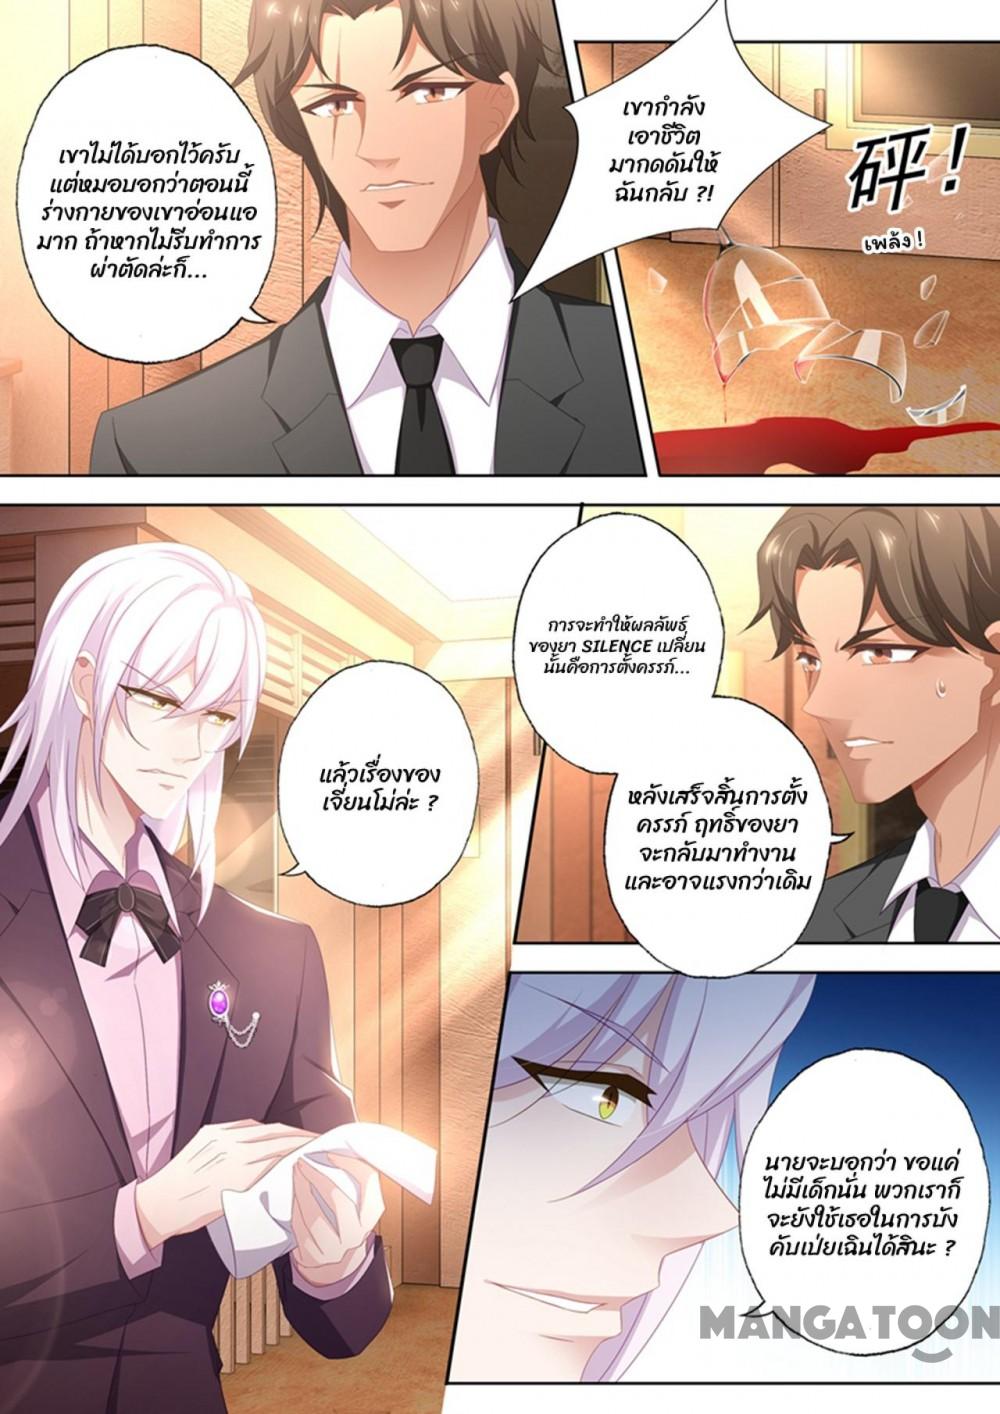 เขาไม่ได้บอกไว้ครับ
แต่หมอบอกว่าตอนนี้
ร่างกายของเขาอ่อนแอ
มาก ถ้าหากไม่รีบทำการ
ผ่าตัดล่ะก็...
เขากำลัง
เอาชีวิต
มากดดันให้
ฉันกลับ ?!
砰！
เพล้ง !
แล้วเรื่องของ
เจี่ยนโม่ล่ะ ?
การจะทำให้ผลลัพธ์
ของยา SILENCE เปลี่ยน
นั้นคือการตั้งครรภ์...
หลังเสร็จสิ้นการตั้ง
ครรภ์ ฤทธิ์ของยา
จะกลับมาทำงาน
และอาจแรงกว่าเดิม
นายจะบอกว่า ขอแค่
ไม่มีเด็กนั่น พวกเราก็
จะยังใช้เธอในการบัง
คับเป่ยเฉินได้สินะ ?
MANGATOON